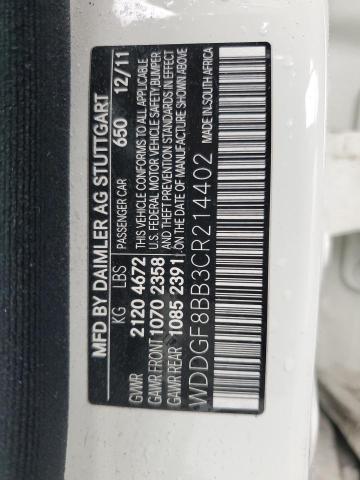 MFD BY DAIMLER AG STUTTGART
KG LBS PASSENGER CAR 650 12/11
GVWR 2120 4672
GAWR FRONT 1070 2358
GAWR REAR 1085 2391
THIS VEHICLE CONFORMS TO ALL APPLICABLE
U.S. FEDERAL MOTOR VEHICLE SAFETY, BUMPER,
AND THEFT PREVENTION STANDARDS IN EFFECT
ON THE DATE OF MANUFACTURE SHOWN ABOVE.
WDDGF8BB3CR214402 MADE IN SOUTH AFRICA